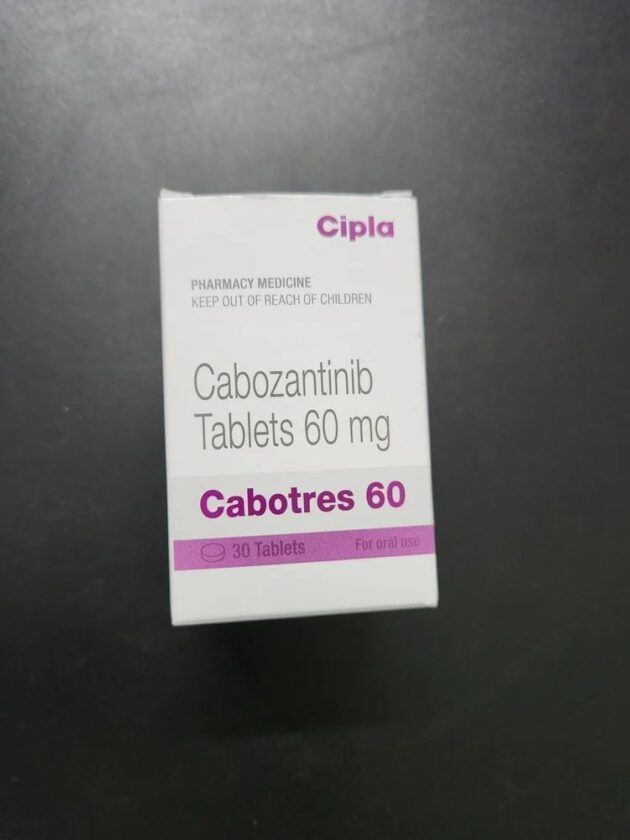 Cipla
PHARMACY MEDICINE
KEEP OUT OF REACH OF CHILDREN
Cabozantinib
Tablets 60 mg
Cabotres 60
30 Tablets For oral use